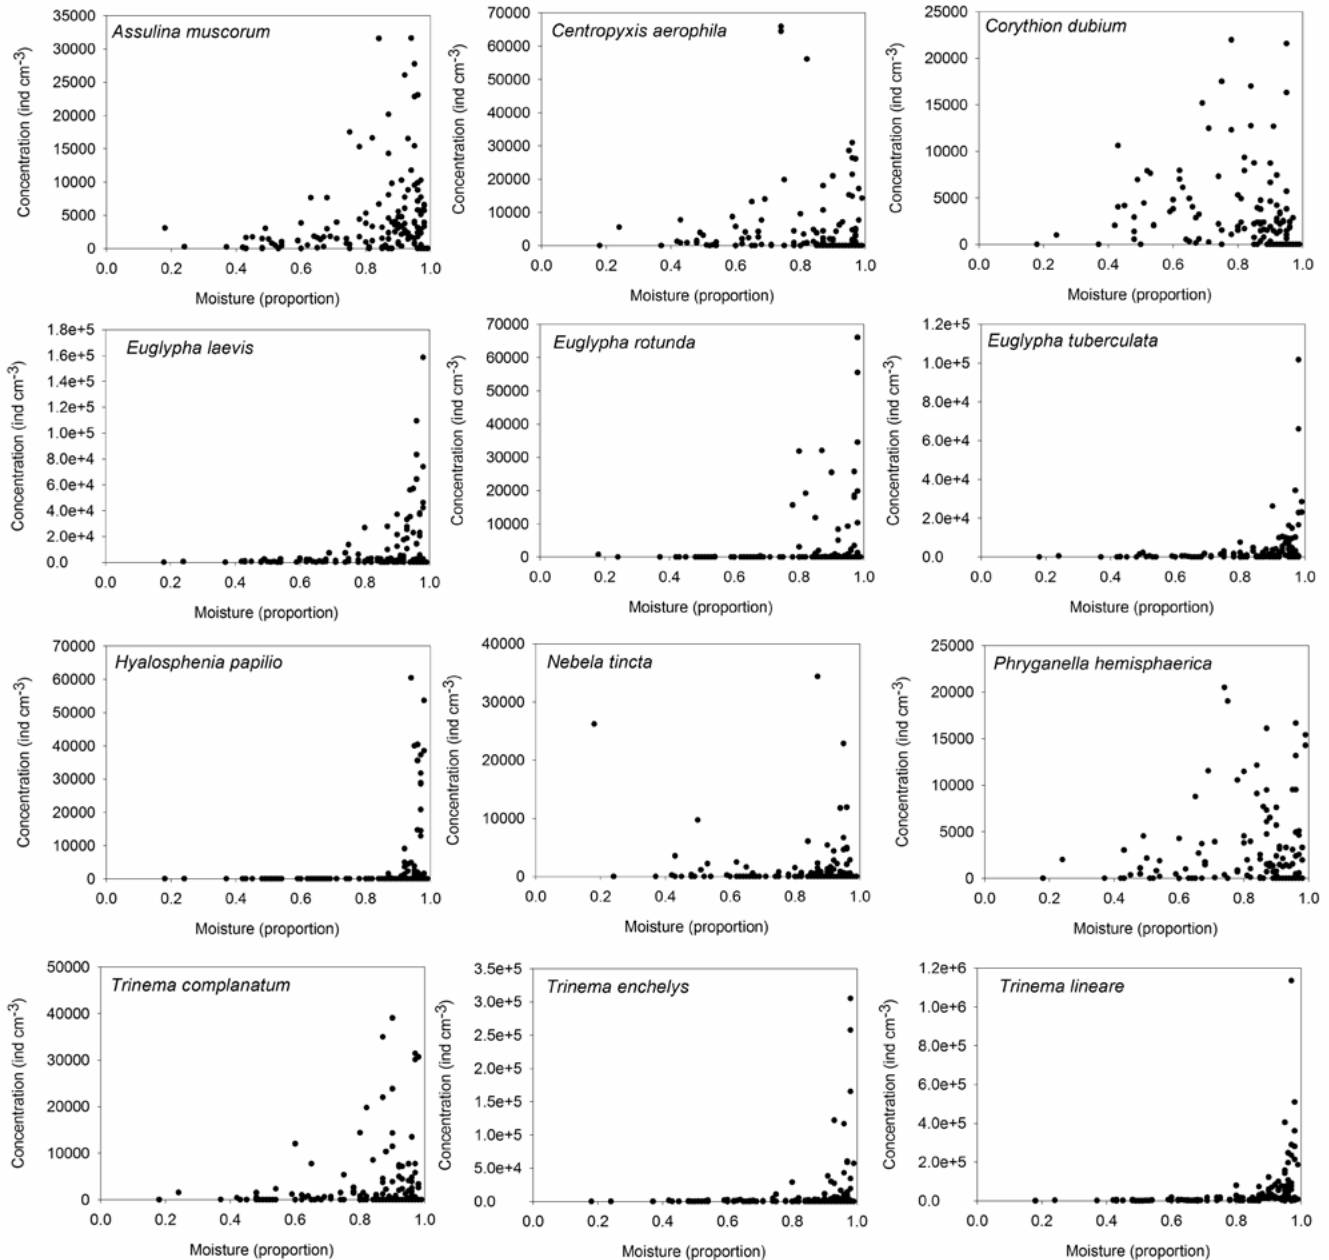 Assulina muscorum
Concentration (ind cm-3)
35000
30000
25000
20000
15000
10000
5000
0
0.0 0.2 0.4 0.6 0.8 1.0
Moisture (proportion)
Centropyxis aerophila
Concentration (ind cm-3)
70000
60000
50000
40000
30000
20000
10000
0
0.0 0.2 0.4 0.6 0.8 1.0
Moisture (proportion)
Corythion dubium
Concentration (ind cm-3)
25000
20000
15000
10000
5000
0
0.0 0.2 0.4 0.6 0.8 1.0
Moisture (proportion)
Euglypha laevis
Concentration (ind cm-3)
1.8e+5
1.6e+5
1.4e+5
1.2e+5
1.0e+5
8.0e+4
6.0e+4
4.0e+4
2.0e+4
0.0
0.0 0.2 0.4 0.6 0.8 1.0
Moisture (proportion)
Euglypha rotunda
Concentration (ind cm-3)
70000
60000
50000
40000
30000
20000
10000
0
0.0 0.2 0.4 0.6 0.8 1.0
Moisture (proportion)
Euglypha tuberculata
Concentration (ind cm-3)
1.2e+5
1.0e+5
8.0e+4
6.0e+4
4.0e+4
2.0e+4
0.0
0.0 0.2 0.4 0.6 0.8 1.0
Moisture (proportion)
Hyalosphenia papilio
Concentration (ind cm-3)
70000
60000
50000
40000
30000
20000
10000
0
0.0 0.2 0.4 0.6 0.8 1.0
Moisture (proportion)
Nebela tincta
Concentration (ind cm-3)
40000
30000
20000
10000
0
0.0 0.2 0.4 0.6 0.8 1.0
Moisture (proportion)
Phryganella hemisphaerica
Concentration (ind cm-3)
25000
20000
15000
10000
5000
0
0.0 0.2 0.4 0.6 0.8 1.0
Moisture (proportion)
Trinema complanatum
Concentration (ind cm-3)
50000
40000
30000
20000
10000
0
0.0 0.2 0.4 0.6 0.8 1.0
Moisture (proportion)
Trinema enchelys
Concentration (ind cm-3)
3.5e+5
3.0e+5
2.5e+5
2.0e+5
1.5e+5
1.0e+5
5.0e+4
0.0
0.0 0.2 0.4 0.6 0.8 1.0
Moisture (proportion)
Trinema lineare
Concentration (ind cm-3)
1.2e+6
1.0e+6
8.0e+5
6.0e+5
4.0e+5
2.0e+5
0.0
0.0 0.2 0.4 0.6 0.8 1.0
Moisture (proportion)